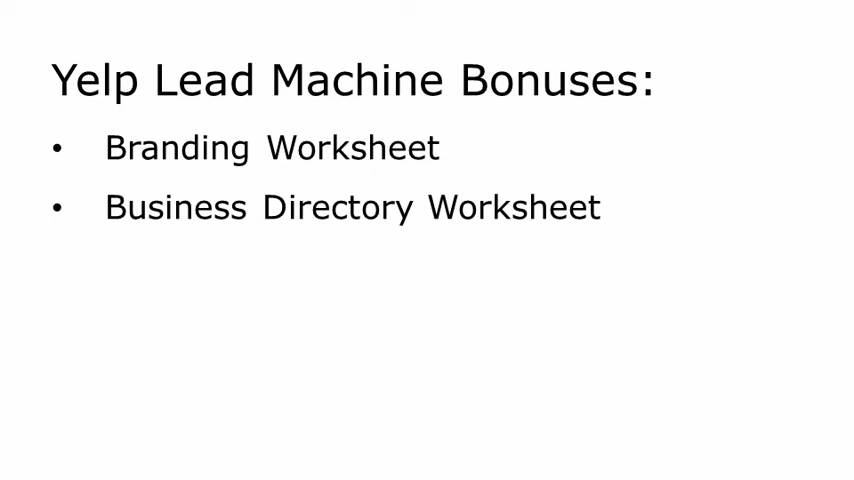 Yelp Lead Machine Bonuses:
• Branding Worksheet
• Business Directory Worksheet